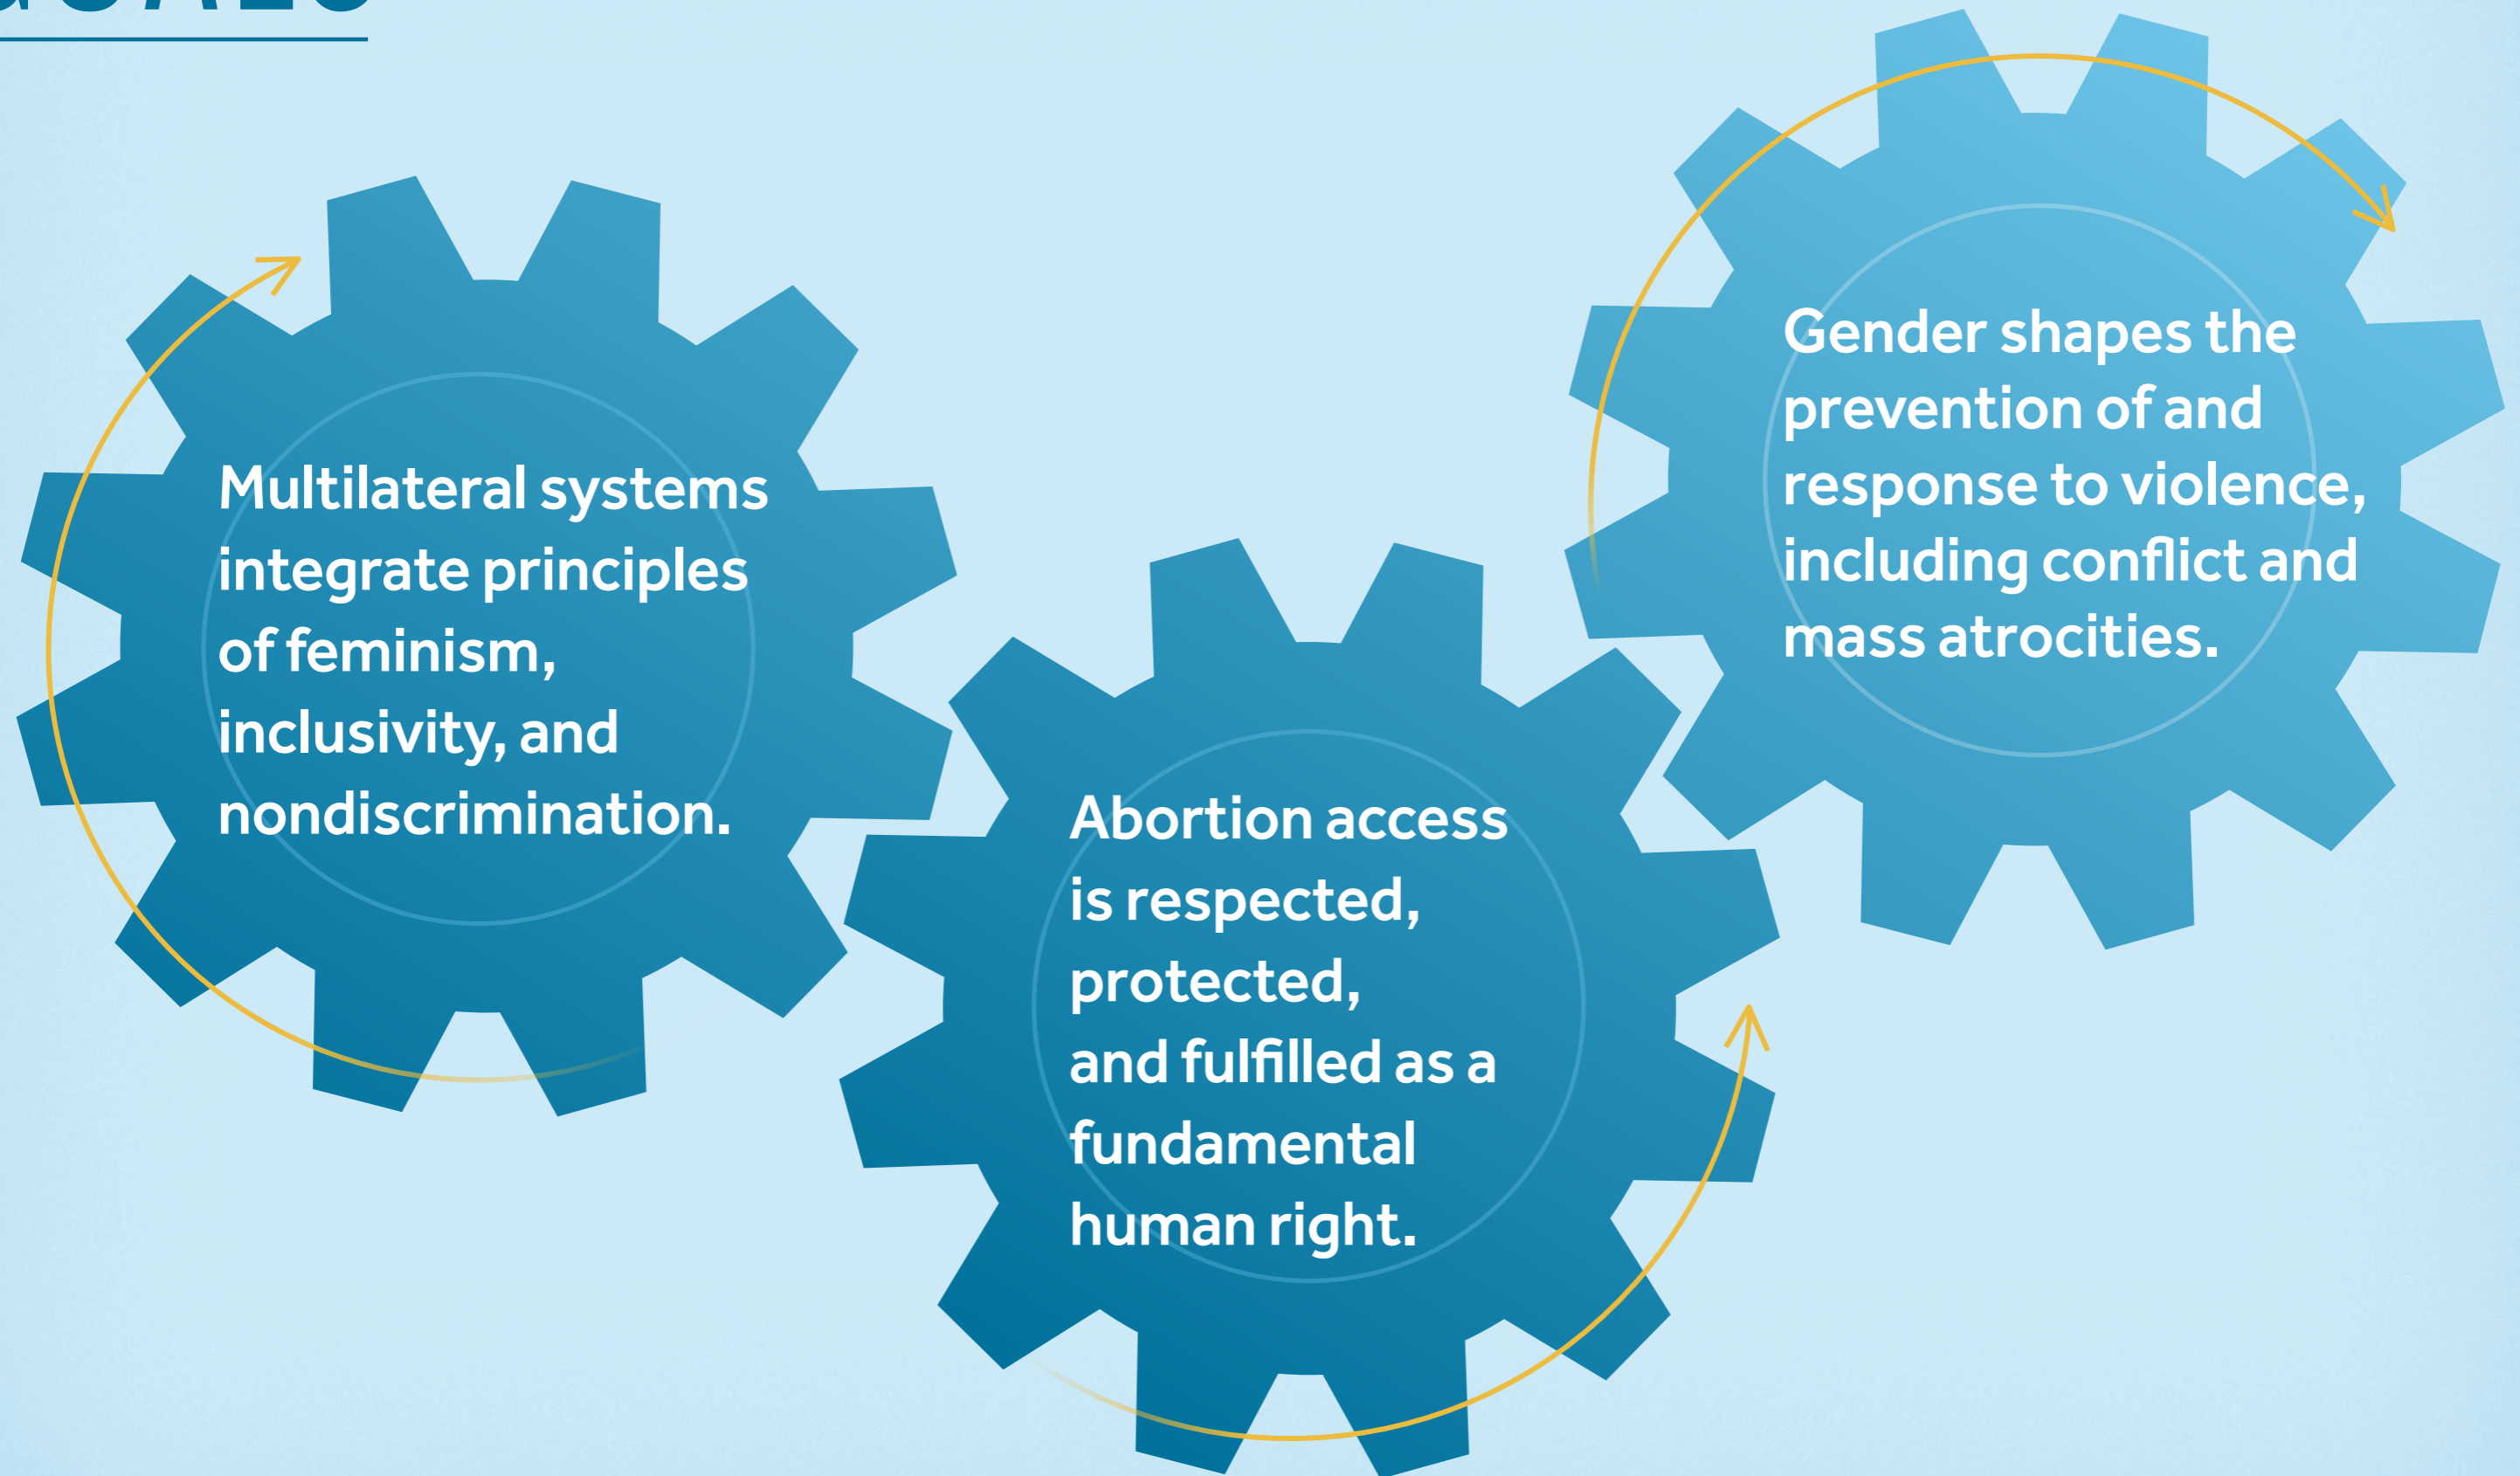 GOALS
Multilateral systems
integrate principles
of feminism,
inclusivity, and
nondiscrimination.
Abortion access
is respected,
protected,
and fulfilled as a
fundamental
human right.
Gender shapes the
prevention of and
response to violence,
including conflict and
mass atrocities.